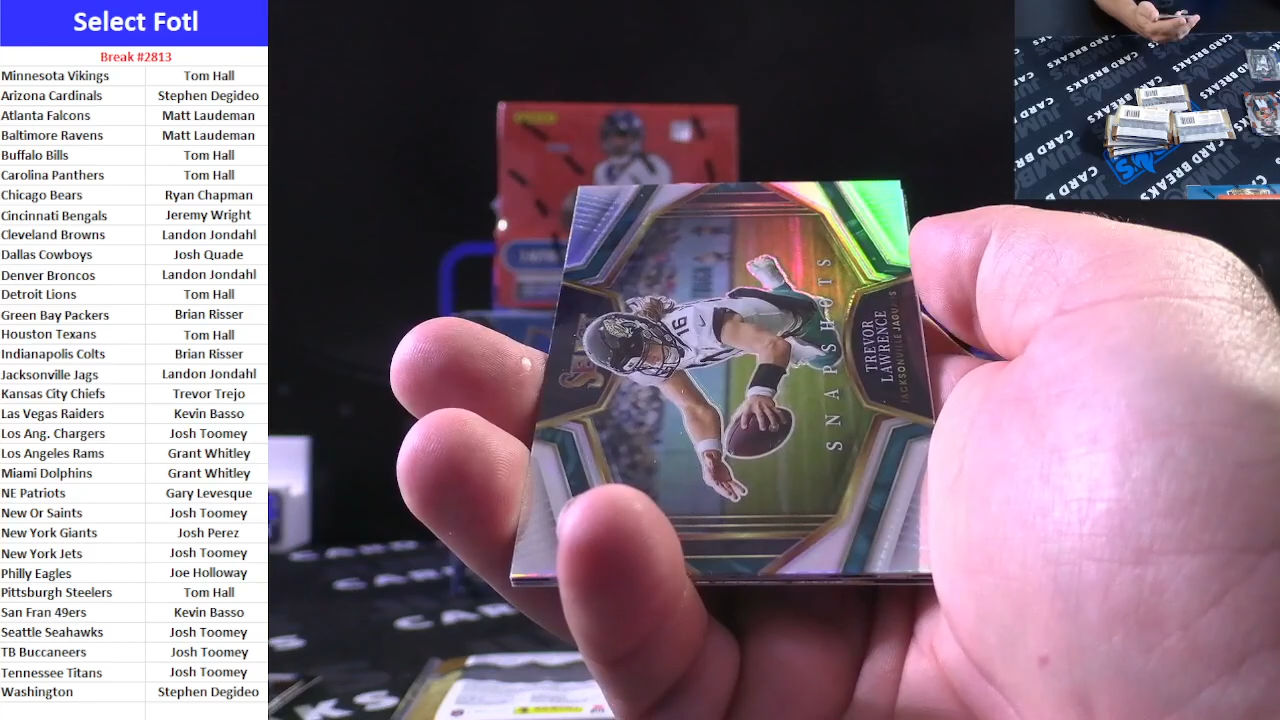 Select Fotl
Break #2813
Minnesota Vikings Tom Hall
Arizona Cardinals Stephen Degideo
Atlanta Falcons Matt Laudeman
Baltimore Ravens Matt Laudeman
Buffalo Bills Tom Hall
Carolina Panthers Tom Hall
Chicago Bears Ryan Chapman
Cincinnati Bengals Jeremy Wright
Cleveland Browns Landon Jondahl
Dallas Cowboys Josh Quade
Denver Broncos Landon Jondahl
Detroit Lions Tom Hall
Green Bay Packers Brian Risser
Houston Texans Tom Hall
Indianapolis Colts Brian Risser
Jacksonville Jags Landon Jondahl
Kansas City Chiefs Trevor Trejo
Las Vegas Raiders Kevin Basso
Los Ang. Chargers Josh Toomey
Los Angeles Rams Grant Whitley
Miami Dolphins Grant Whitley
NE Patriots Gary Levesque
New Or Saints Josh Toomey
New York Giants Josh Perez
New York Jets Josh Toomey
Philly Eagles Joe Holloway
Pittsburgh Steelers Tom Hall
San Fran 49ers Kevin Basso
Seattle Seahawks Josh Toomey
TB Buccaneers Josh Toomey
Tennessee Titans Josh Toomey
Washington Stephen Degideo
SELECT
16
SNAPSHOTS
TREVOR
LAWRENCE
CARD BREAKS
JUMBO'S
CARD BREAKS